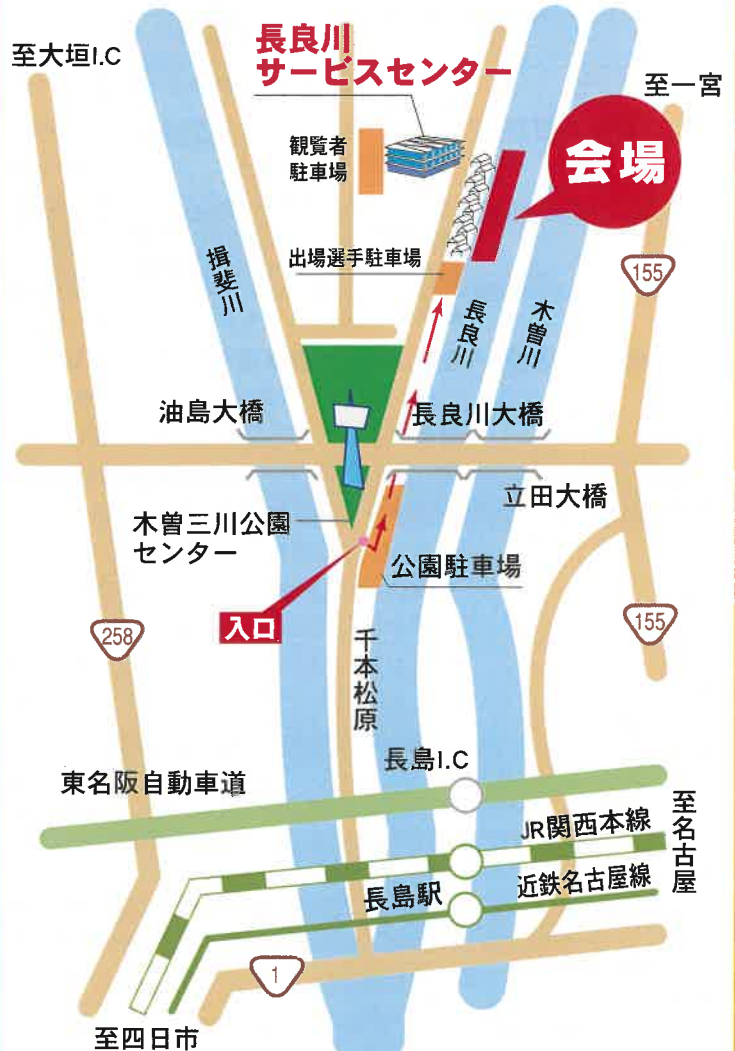 至大垣I.C
長良川
サービスセンター
至一宮
観覧者
駐車場
会場
揖斐川
出場選手駐車場
155
長良川
木曽川
油島大橋
長良川大橋
立田大橋
木曽三川公園
センター
公園駐車場
入口
258
155
千本松原
長島I.C
東名阪自動車道
至名古屋
JR関西本線
長島駅
近鉄名古屋線
1
至四日市